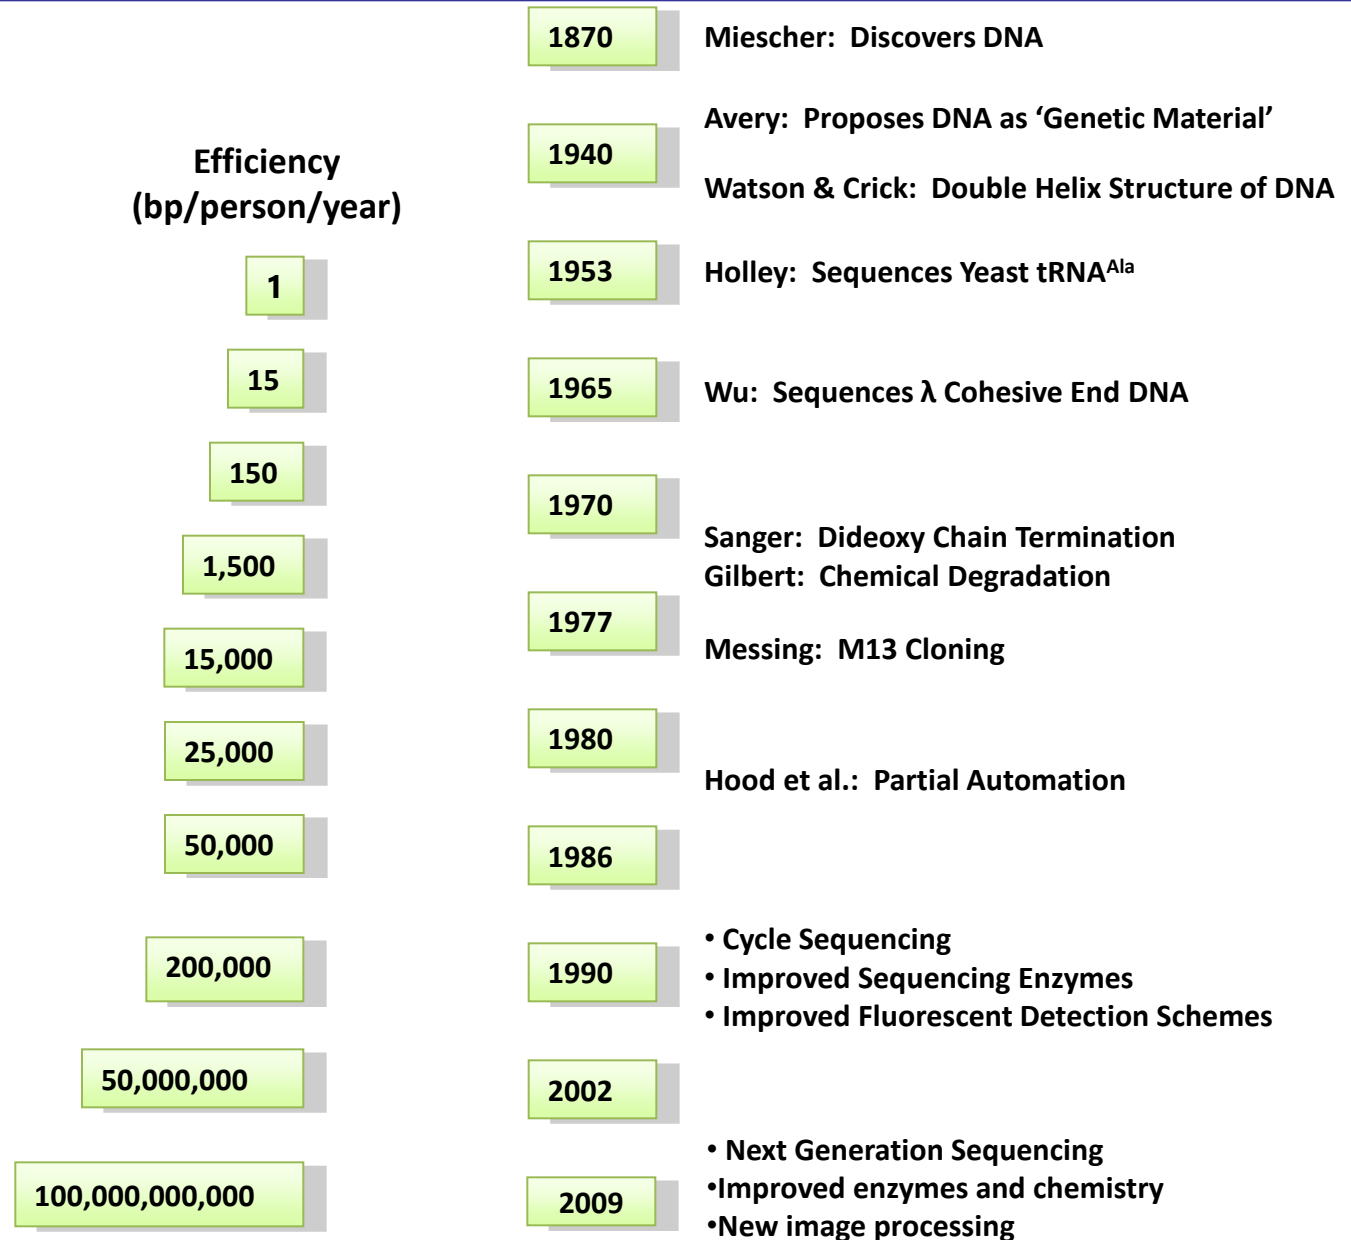 1870 Miescher: Discovers DNA
Avery: Proposes DNA as ‘Genetic Material’
1940
Efficiency
(bp/person/year)
Watson & Crick: Double Helix Structure of DNA
1 1953 Holley: Sequences Yeast tRNAᴬˡᵃ
15 1965 Wu: Sequences λ Cohesive End DNA
150 1970
Sanger: Dideoxy Chain Termination
1,500 Gilbert: Chemical Degradation
1977
15,000 Messing: M13 Cloning
25,000 1980
Hood et al.: Partial Automation
50,000 1986
• Cycle Sequencing
200,000 1990 • Improved Sequencing Enzymes
• Improved Fluorescent Detection Schemes
50,000,000 2002
• Next Generation Sequencing
100,000,000,000 2009 •Improved enzymes and chemistry
•New image processing